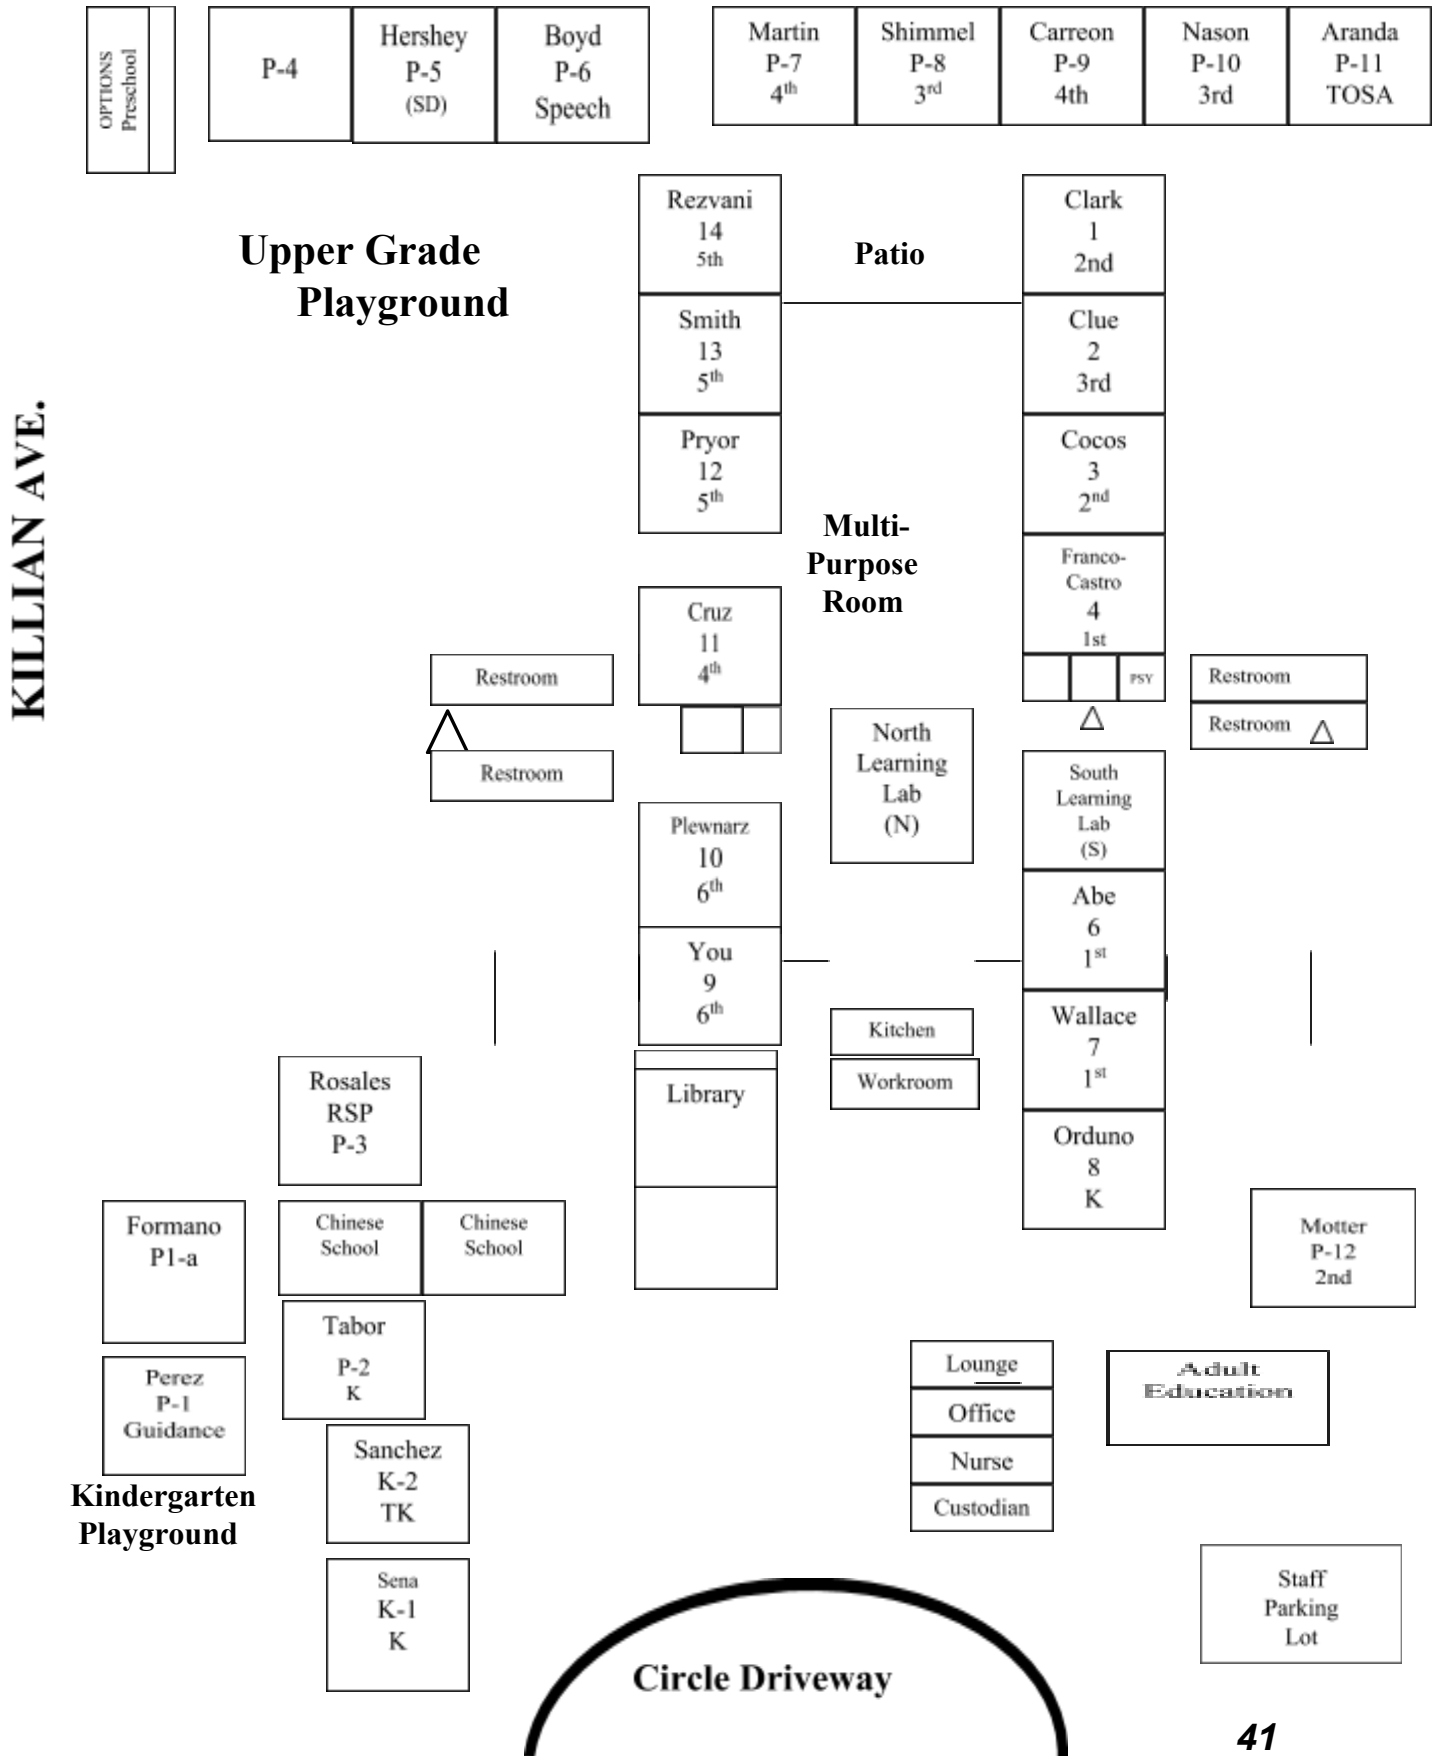 OPTIONS
Preschool
P-4
Hershey
P-5
(SD)
Boyd
P-6
Speech
Martin
P-7
4th
Shimmel
P-8
3rd
Carreon
P-9
4th
Nason
P-10
3rd
Aranda
P-11
TOSA
KILLIAN AVE.
Upper Grade
Playground
Rezvani
14
5th
Patio
Clark
1
2nd
Smith
13
5th
Clue
2
3rd
Pryor
12
5th
Cocos
3
2nd
Multi-
Purpose
Room
Franco-
Castro
4
1st
Cruz
11
4th
PSY
Restroom
Restroom
Restroom
Restroom
North
Learning
Lab
(N)
South
Learning
Lab
(S)
Plewnarz
10
6th
Abe
6
1st
You
9
6th
Kitchen
Workroom
Wallace
7
1st
Library
Orduno
8
K
Rosales
RSP
P-3
Formano
P1-a
Chinese
School
Chinese
School
Motter
P-12
2nd
Tabor
P-2
K
Perez
P-1
Guidance
Lounge
Office
Nurse
Custodian
Adult
Education
Sanchez
K-2
TK
Kindergarten
Playground
Sena
K-1
K
Staff
Parking
Lot
Circle Driveway
41